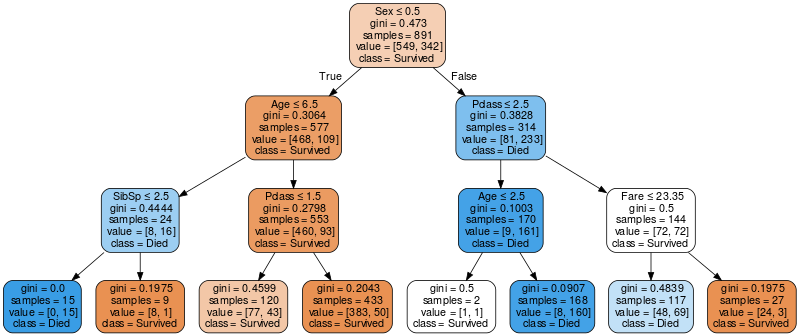 Sex ≤ 0.5
gini = 0.473
samples = 891
value = [549, 342]
class = Survived
True
False
Age ≤ 6.5
gini = 0.3064
samples = 577
value = [468, 109]
class = Survived
Pclass ≤ 2.5
gini = 0.3828
samples = 314
value = [81, 233]
class = Died
SibSp ≤ 2.5
gini = 0.4444
samples = 24
value = [8, 16]
class = Died
Pclass ≤ 1.5
gini = 0.2798
samples = 553
value = [460, 93]
class = Survived
Age ≤ 2.5
gini = 0.1003
samples = 170
value = [9, 161]
class = Died
Fare ≤ 23.35
gini = 0.5
samples = 144
value = [72, 72]
class = Survived
gini = 0.0
samples = 15
value = [0, 15]
class = Died
gini = 0.1975
samples = 9
value = [8, 1]
class = Survived
gini = 0.4599
samples = 120
value = [77, 43]
class = Survived
gini = 0.2043
samples = 433
value = [383, 50]
class = Survived
gini = 0.5
samples = 2
value = [1, 1]
class = Survived
gini = 0.0907
samples = 168
value = [8, 160]
class = Died
gini = 0.4839
samples = 117
value = [48, 69]
class = Died
gini = 0.1975
samples = 27
value = [24, 3]
class = Survived